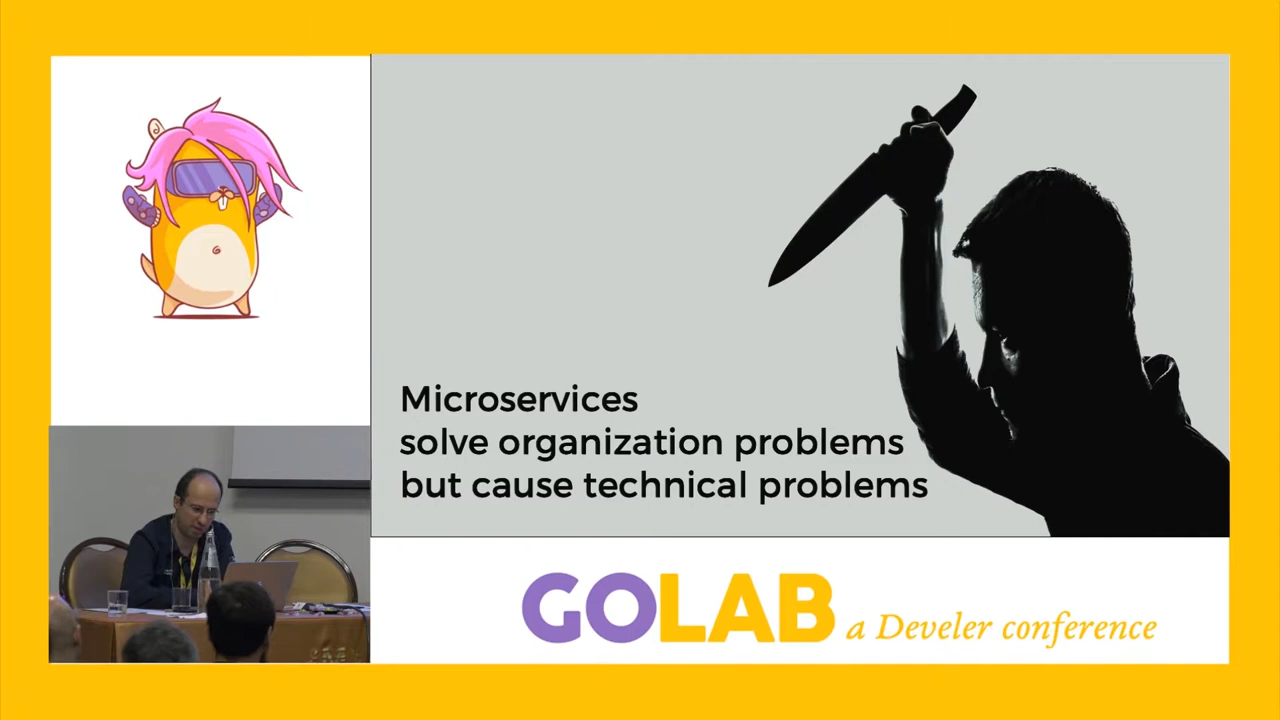 Microservices
solve organization problems
but cause technical problems
GOLAB a Develer conference